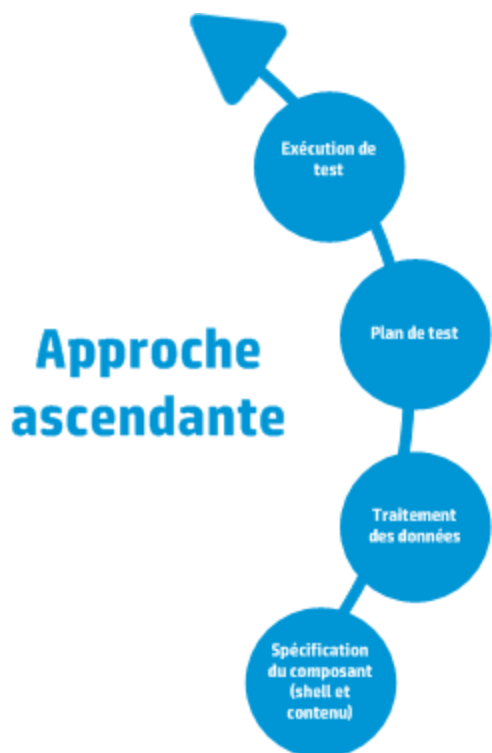 Exécution de
test
Plan de test
Approche
ascendante
Traitement
des données
Spécification
du composant
(shell et
contenu)